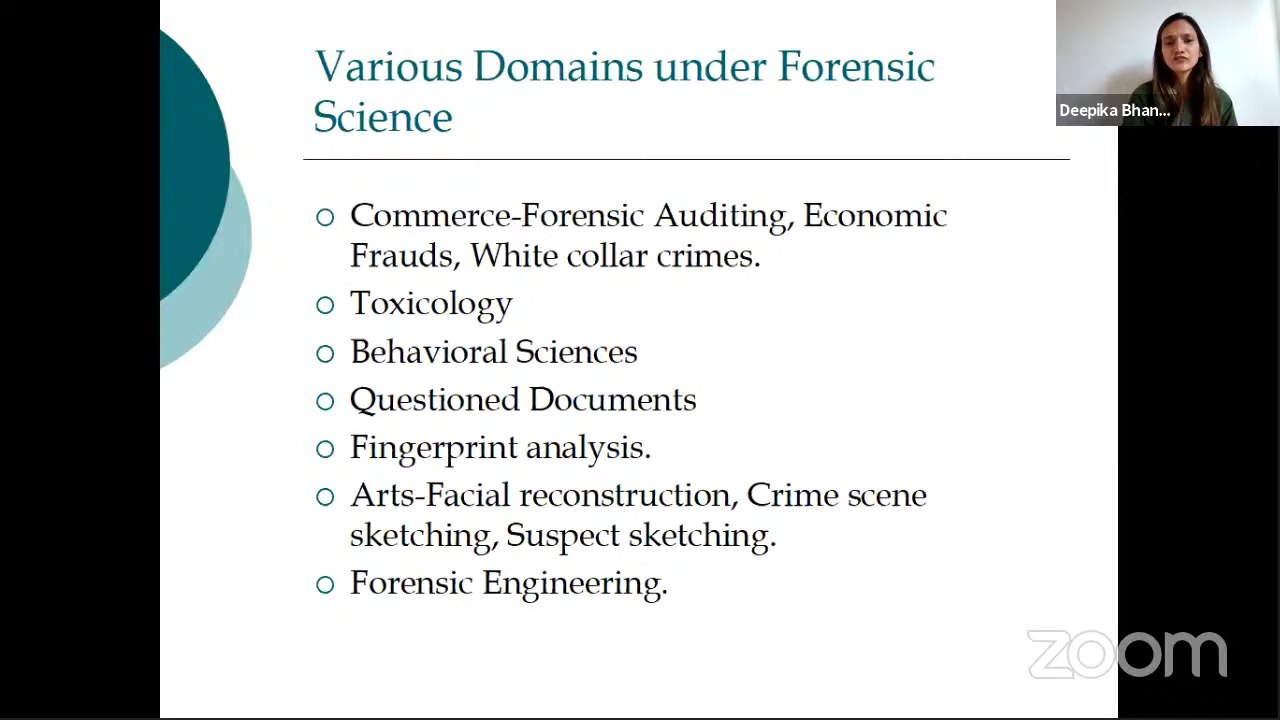 Various Domains under Forensic
Science
Commerce-Forensic Auditing, Economic
Frauds, White collar crimes.
Toxicology
Behavioral Sciences
Questioned Documents
Fingerprint analysis.
Arts-Facial reconstruction, Crime scene
sketching, Suspect sketching.
Forensic Engineering.
Deepika Bhan...
zoom